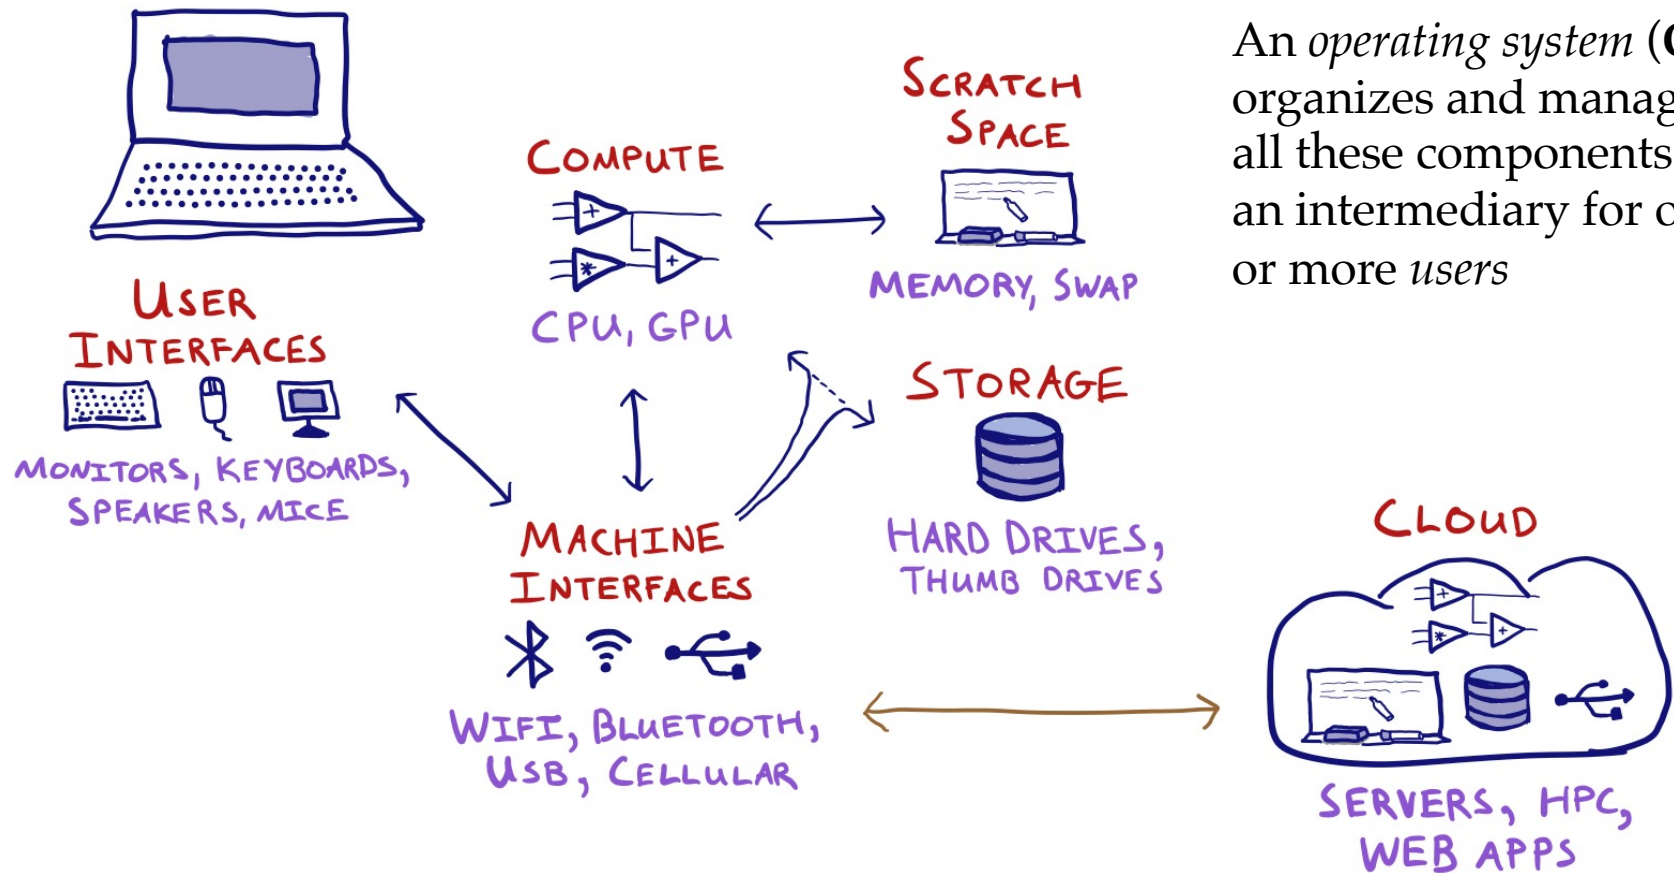 USER
INTERFACES
MONITORS, KEYBOARDS,
SPEAKERS, MICE
COMPUTE
+
*
+
CPU, GPU
SCRATCH
SPACE
MEMORY, SWAP
STORAGE
HARD DRIVES,
THUMB DRIVES
MACHINE
INTERFACES
WIFI, BLUETOOTH,
USB, CELLULAR
CLOUD
+
*
+
SERVERS, HPC,
WEB APPS
An operating system (
organizes and manag
all these components
an intermediary for o
or more users